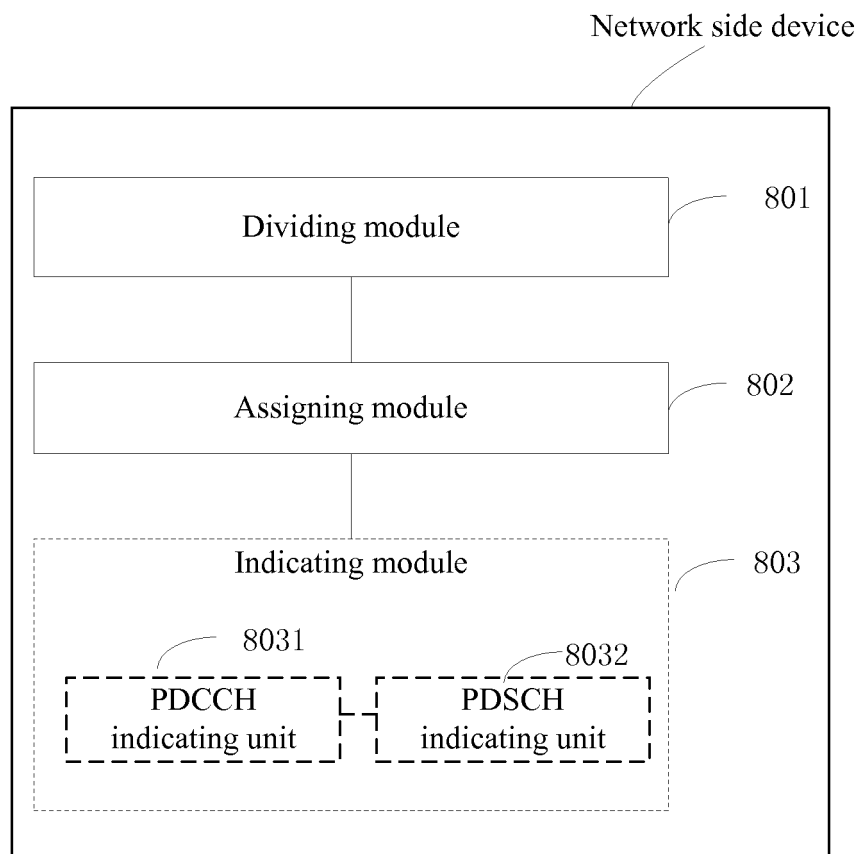 Network side device
801
Dividing module
802
Assigning module
803
Indicating module
8031
8032
PDCCH
indicating unit
PDSCH
indicating unit